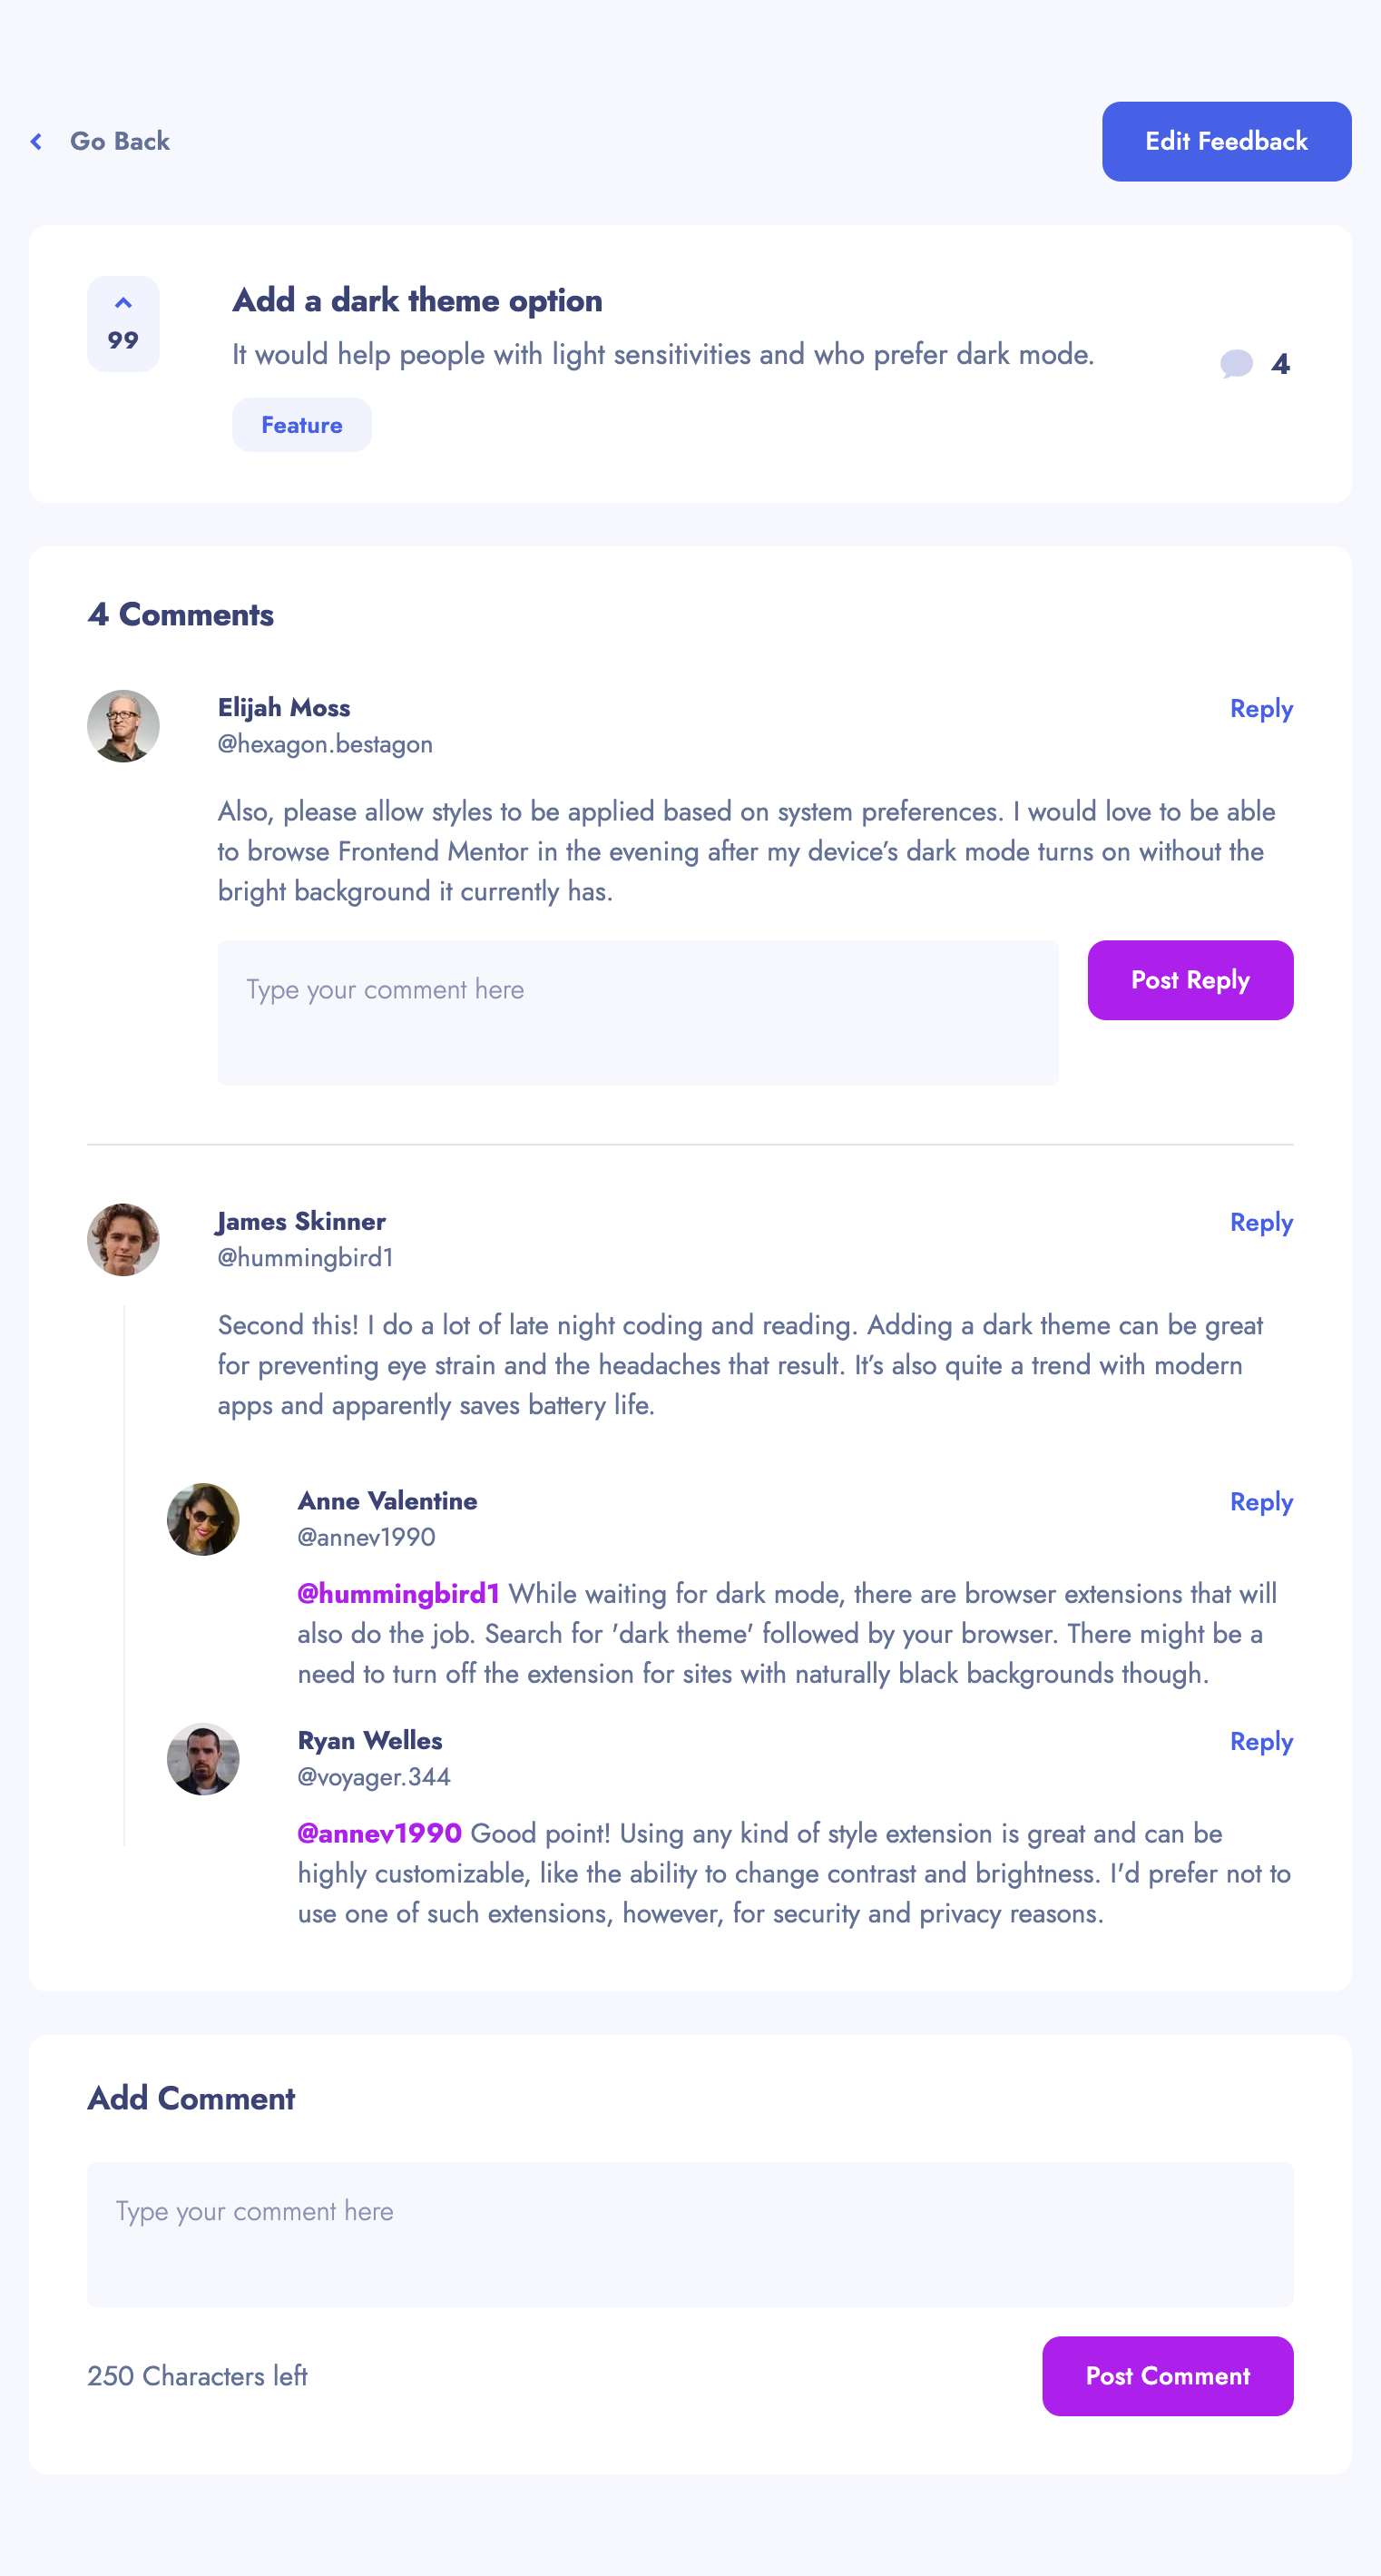 Go Back
Edit Feedback
99
Add a dark theme option
It would help people with light sensitivities and who prefer dark mode.
4
Feature
4 Comments
Elijah Moss
Reply
@hexagon.bestagon
Also, please allow styles to be applied based on system preferences. I would love to be able
to browse Frontend Mentor in the evening after my device’s dark mode turns on without the
bright background it currently has.
Type your comment here
Post Reply
James Skinner
Reply
@hummingbird1
Second this! I do a lot of late night coding and reading. Adding a dark theme can be great
for preventing eye strain and the headaches that result. It’s also quite a trend with modern
apps and apparently saves battery life.
Anne Valentine
Reply
@annev1990
@hummingbird1 While waiting for dark mode, there are browser extensions that will
also do the job. Search for 'dark theme' followed by your browser. There might be a
need to turn off the extension for sites with naturally black backgrounds though.
Ryan Welles
Reply
@voyager.344
@annev1990 Good point! Using any kind of style extension is great and can be
highly customizable, like the ability to change contrast and brightness. I'd prefer not to
use one of such extensions, however, for security and privacy reasons.
Add Comment
Type your comment here
250 Characters left
Post Comment